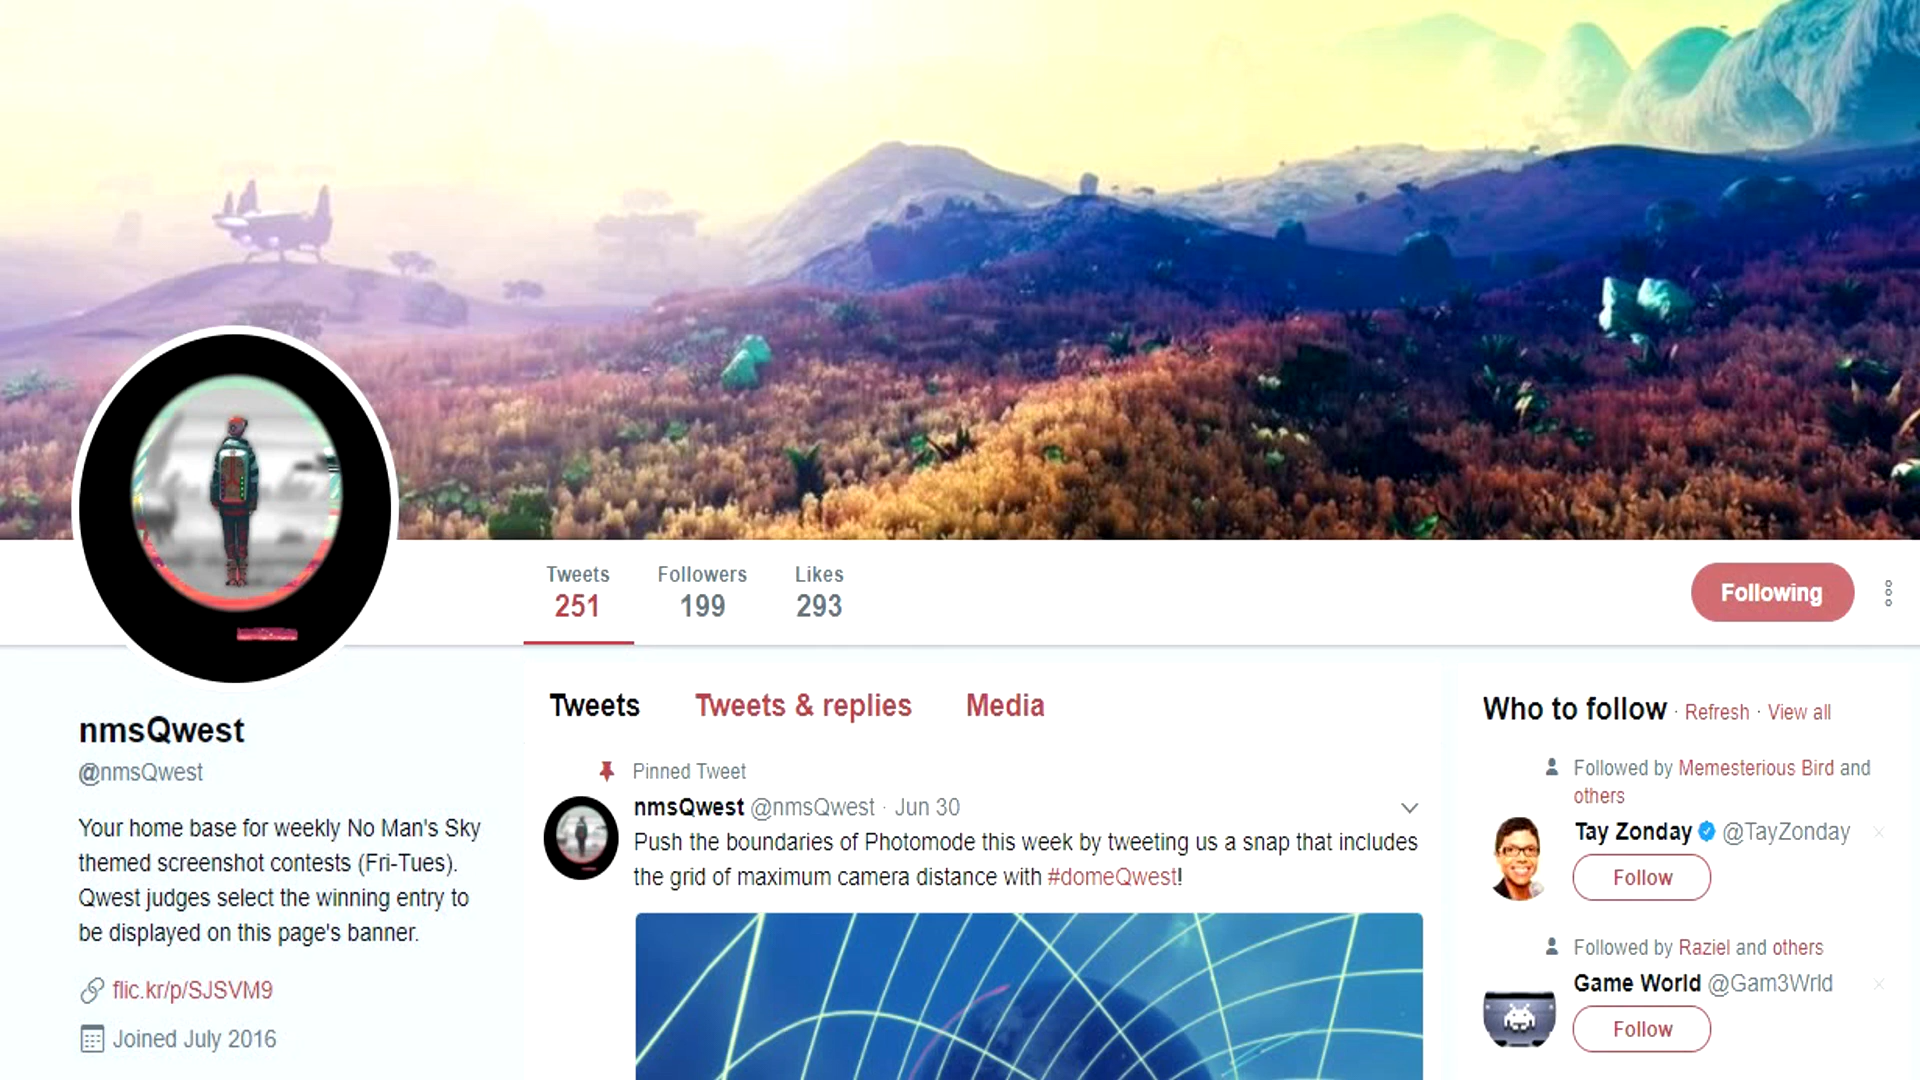 Tweets Followers Likes
251 199 293
Following
nmsQwest
@nmsQwest
Your home base for weekly No Man's Sky
themed screenshot contests (Fri-Tues).
Qwest judges select the winning entry to
be displayed on this page's banner.
flic.kr/p/SJSVM9
Joined July 2016
Tweets Tweets & replies Media
Pinned Tweet
nmsQwest @nmsQwest · Jun 30
Push the boundaries of Photomode this week by tweeting us a snap that includes
the grid of maximum camera distance with #domeQwest!
Who to follow · Refresh · View all
Followed by Memesterious Bird and
others
Tay Zonday @TayZonday
Follow
Followed by Raziel and others
Game World @Gam3Wrld
Follow